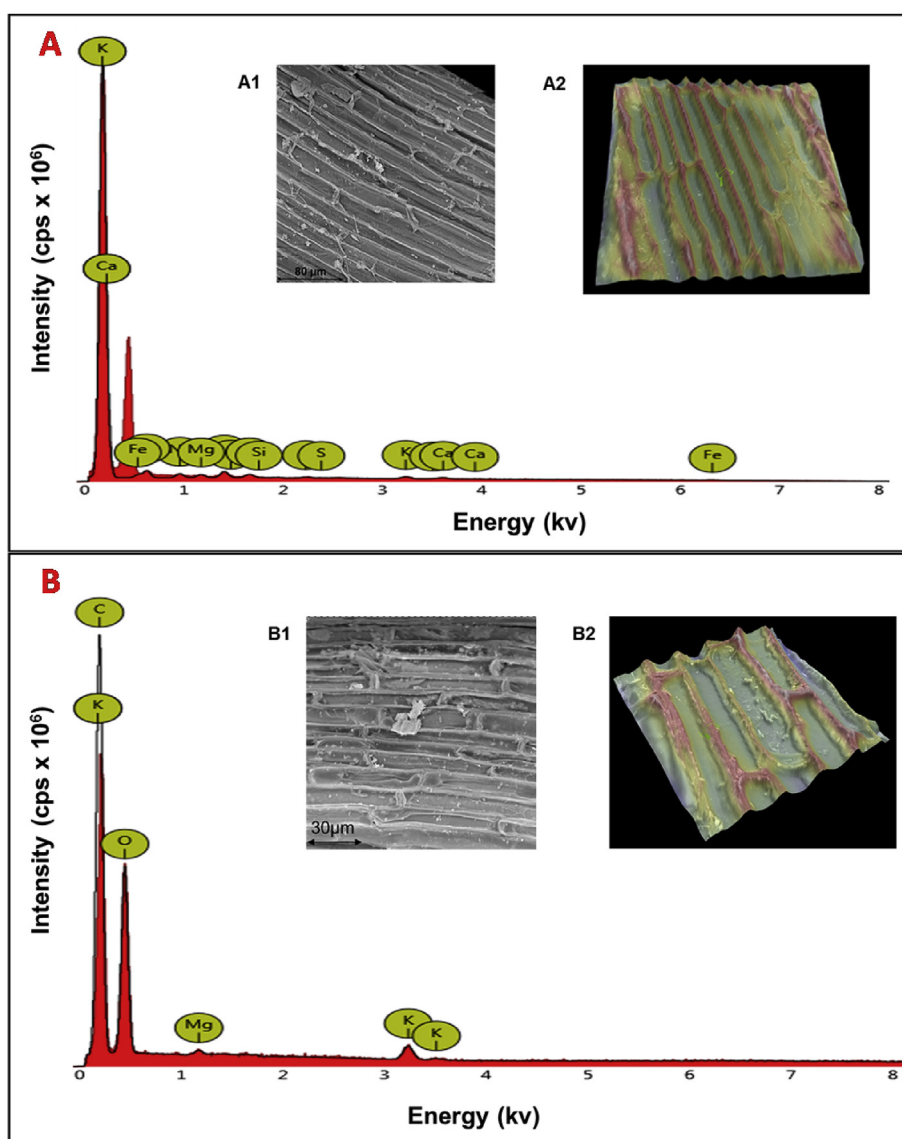 A
K
A1
A2
Ca
80 µm
Intensity (cps x 10⁶)
Fe
Mg
Si
S
K
Ca
Ca
Fe
0 1 2 3 4 5 6 7 8
Energy (kv)
B
C
B1
B2
K
30µm
O
Intensity (cps x 10⁶)
Mg
K
K
0 1 2 3 4 5 6 7 8
Energy (kv)